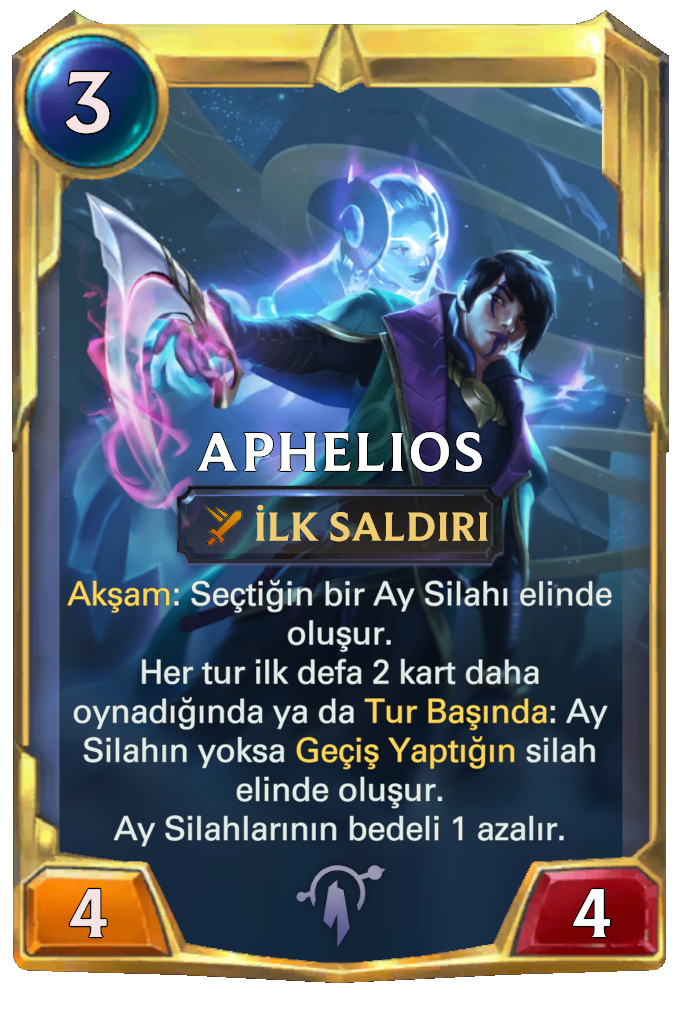 3
APHELIOS
İLK SALDIRI
Akşam: Seçtiğin bir Ay Silahı elinde
oluşur.
Her tur ilk defa 2 kart daha
oynadığında ya da Tur Başında: Ay
Silahın yoksa Geçiş Yaptığın silah
elinde oluşur.
Ay Silahlarının bedeli 1 azalır.
4
4